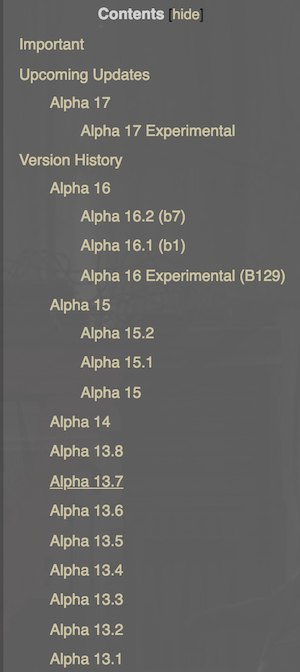 Contents [hide]
Important
Upcoming Updates
Alpha 17
Alpha 17 Experimental
Version History
Alpha 16
Alpha 16.2 (b7)
Alpha 16.1 (b1)
Alpha 16 Experimental (B129)
Alpha 15
Alpha 15.2
Alpha 15.1
Alpha 15
Alpha 14
Alpha 13.8
Alpha 13.7
Alpha 13.6
Alpha 13.5
Alpha 13.4
Alpha 13.3
Alpha 13.2
Alpha 13.1